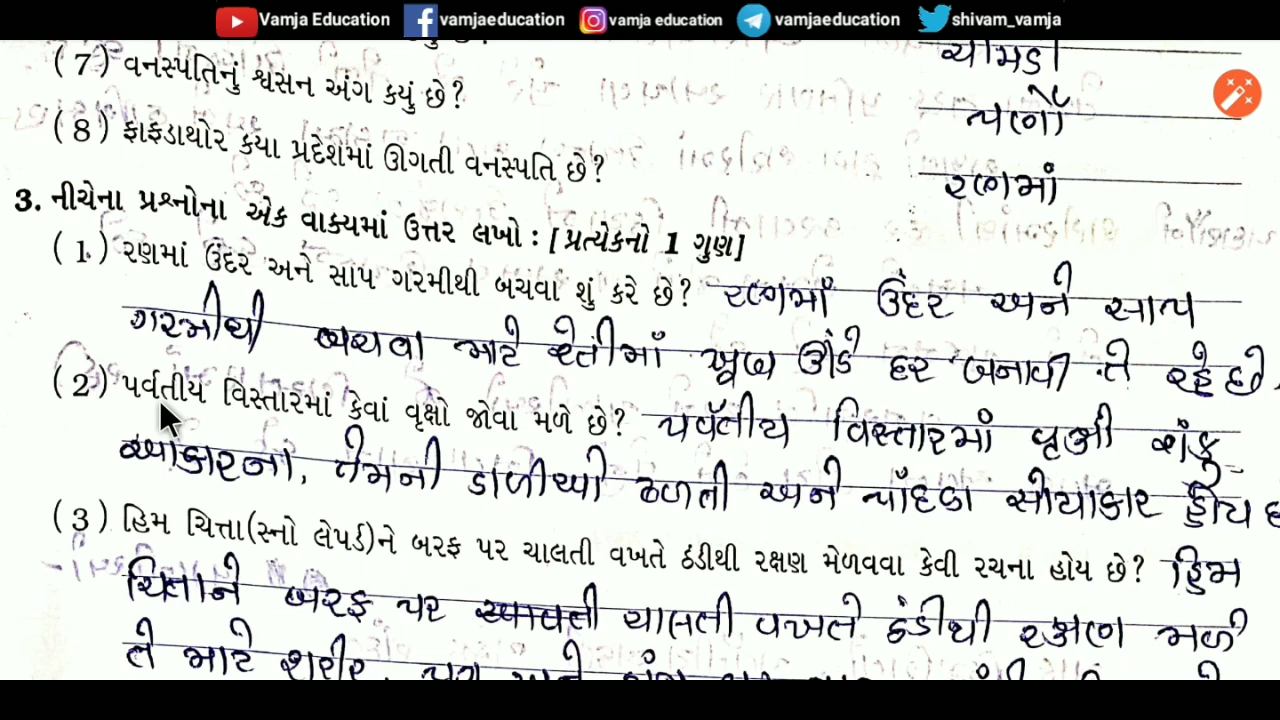 Vamja Education vamjaeducation vamja education vamjaeducation shivam_vamja
ચામડી
(7) વનસ્પતિનું શ્વસન અંગ કયું છે?
પર્ણો
(8) ફાફડાથોર કયા પ્રદેશમાં ઊગતી વનસ્પતિ છે?
રણમાં
3. નીચેના પ્રશ્નોના એક વાક્યમાં ઉત્તર લખો : [પ્રત્યેકનો 1 ગુણ]
(1) રણમાં ઉંદર અને સાપ ગરમીથી બચવા શું કરે છે? રણમાં ઉંદર અને સાપ
ગરમીથી બચવા માટે રેતીમાં ખૂબ ઊંડે દર બનાવી તે રહે છે.
(2) પર્વતીય વિસ્તારમાં કેવાં વૃક્ષો જોવા મળે છે? પર્વતીય વિસ્તારમાં વૃક્ષો શંકુ
આકારના, તેમની ડાળીઓ ઢળતી અને પાંદડા સોયાકાર હોય છ
(3) હિમ ચિત્તા(સ્નો લેપર્ડ)ને બરફ પર ચાલતી વખતે ઠંડીથી રક્ષણ મેળવવા કેવી રચના હોય છે? હિમ
ચિતાને બરફ પર ચાલતી વખતે ઠંડીથી રક્ષણ મળી
તે માટે શરીર,